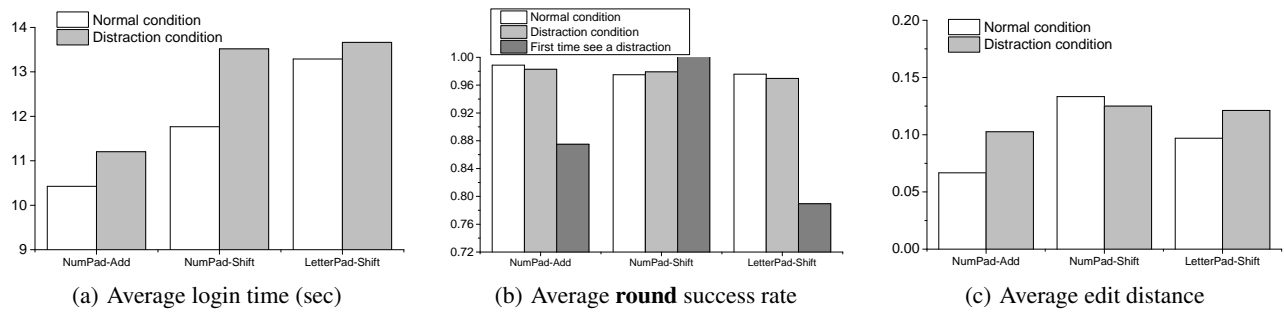 14
13
12
11
10
9
Normal condition
Distraction condition
NumPad-Add NumPad-Shift LetterPad-Shift
(a) Average login time (sec)
Normal condition
Distraction condition
First time see a distraction
1.00
0.96
0.92
0.88
0.84
0.80
0.76
0.72
NumPad-Add NumPad-Shift LetterPad-Shift
(b) Average round success rate
0.20
0.15
0.10
0.05
0.00
Normal condition
Distraction condition
NumPad-Add NumPad-Shift LetterPad-Shift
(c) Average edit distance